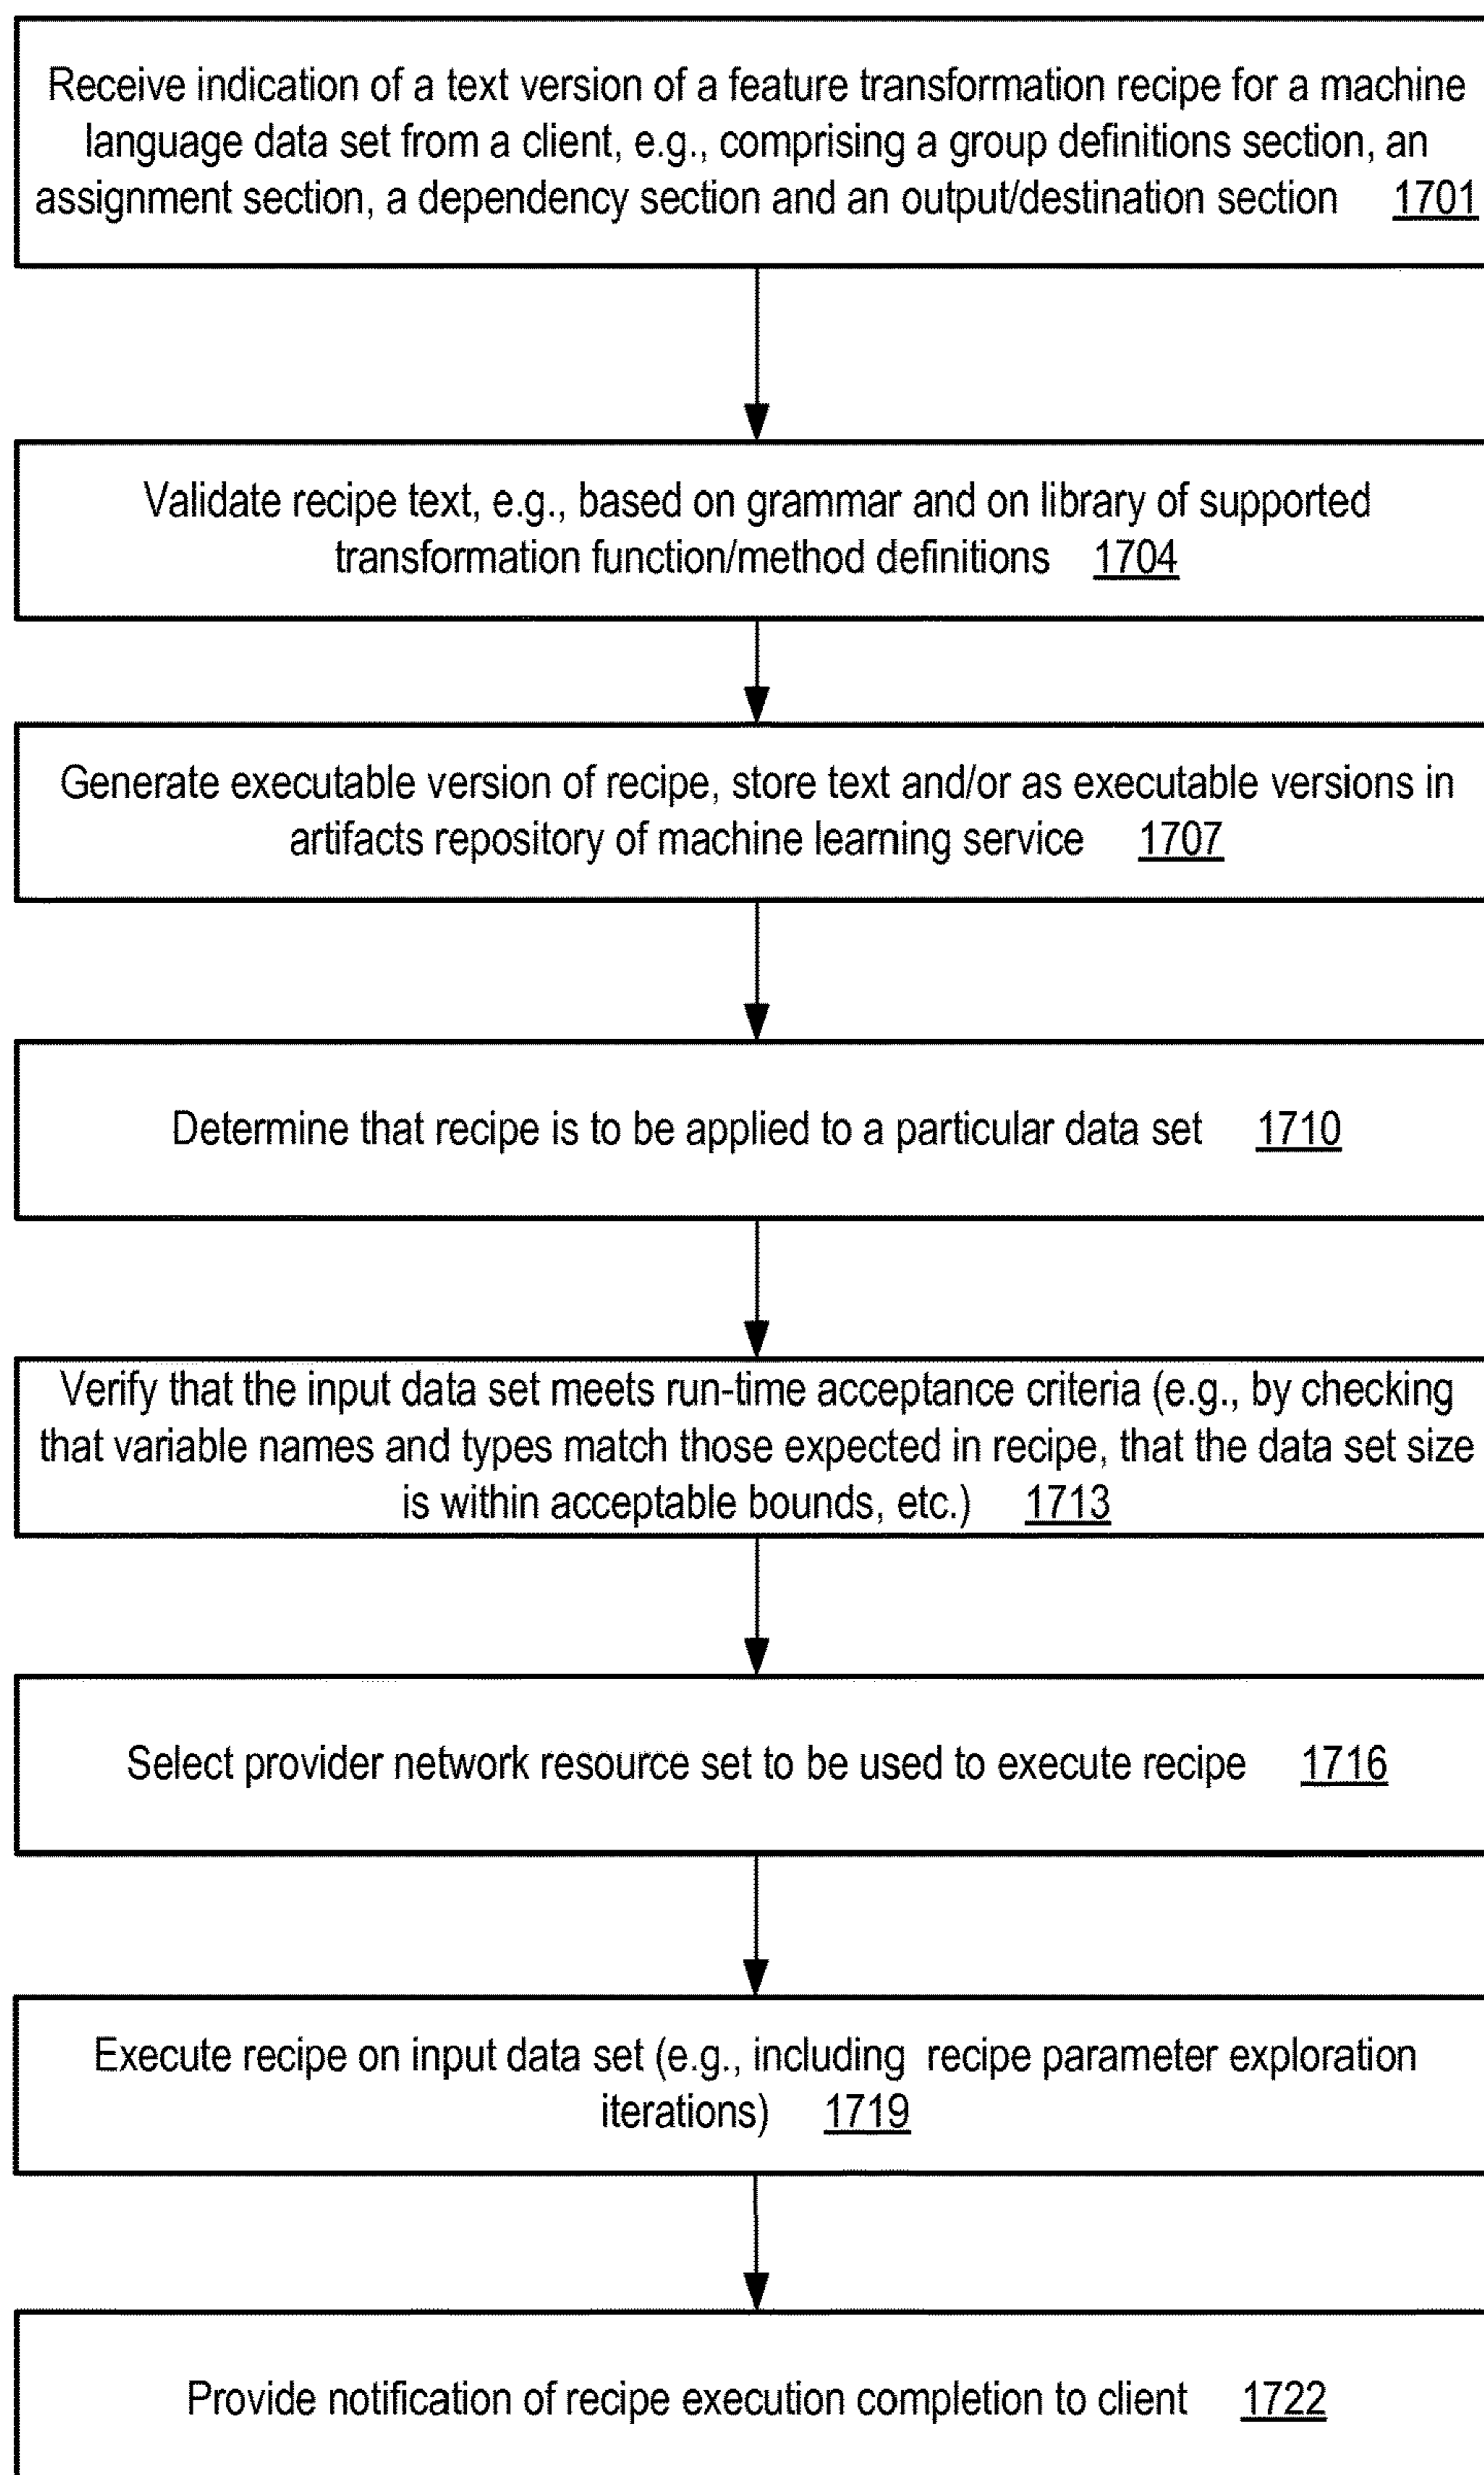 Receive indication of a text version of a feature transformation recipe for a machine
language data set from a client, e.g., comprising a group definitions section, an
assignment section, a dependency section and an output/destination section 1701
Validate recipe text, e.g., based on grammar and on library of supported
transformation function/method definitions 1704
Generate executable version of recipe, store text and/or as executable versions in
artifacts repository of machine learning service 1707
Determine that recipe is to be applied to a particular data set 1710
Verify that the input data set meets run-time acceptance criteria (e.g., by checking
that variable names and types match those expected in recipe, that the data set size
is within acceptable bounds, etc.) 1713
Select provider network resource set to be used to execute recipe 1716
Execute recipe on input data set (e.g., including recipe parameter exploration
iterations) 1719
Provide notification of recipe execution completion to client 1722